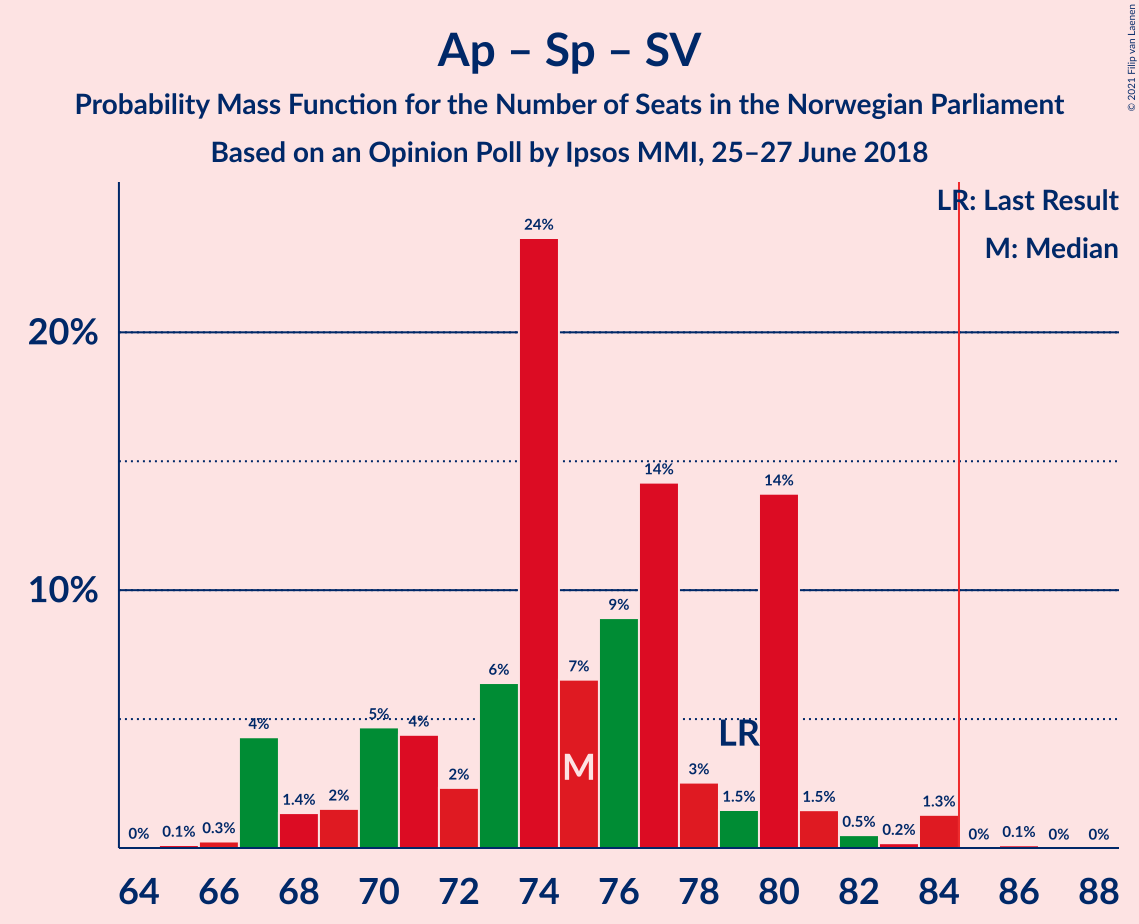 Ap – Sp – SV
Probability Mass Function for the Number of Seats in the Norwegian Parliament
Based on an Opinion Poll by Ipsos MMI, 25–27 June 2018
© 2021 Filip van Laenen
LR: Last Result
M: Median
20%
10%
0% 0.1% 0.3% 4% 1.4% 2% 5% 4% 2% 6% 24% 7% 9% 14% 3% 1.5% 14% 1.5% 0.5% 0.2% 1.3% 0% 0.1% 0% 0%
M
LR
64 66 68 70 72 74 76 78 80 82 84 86 88